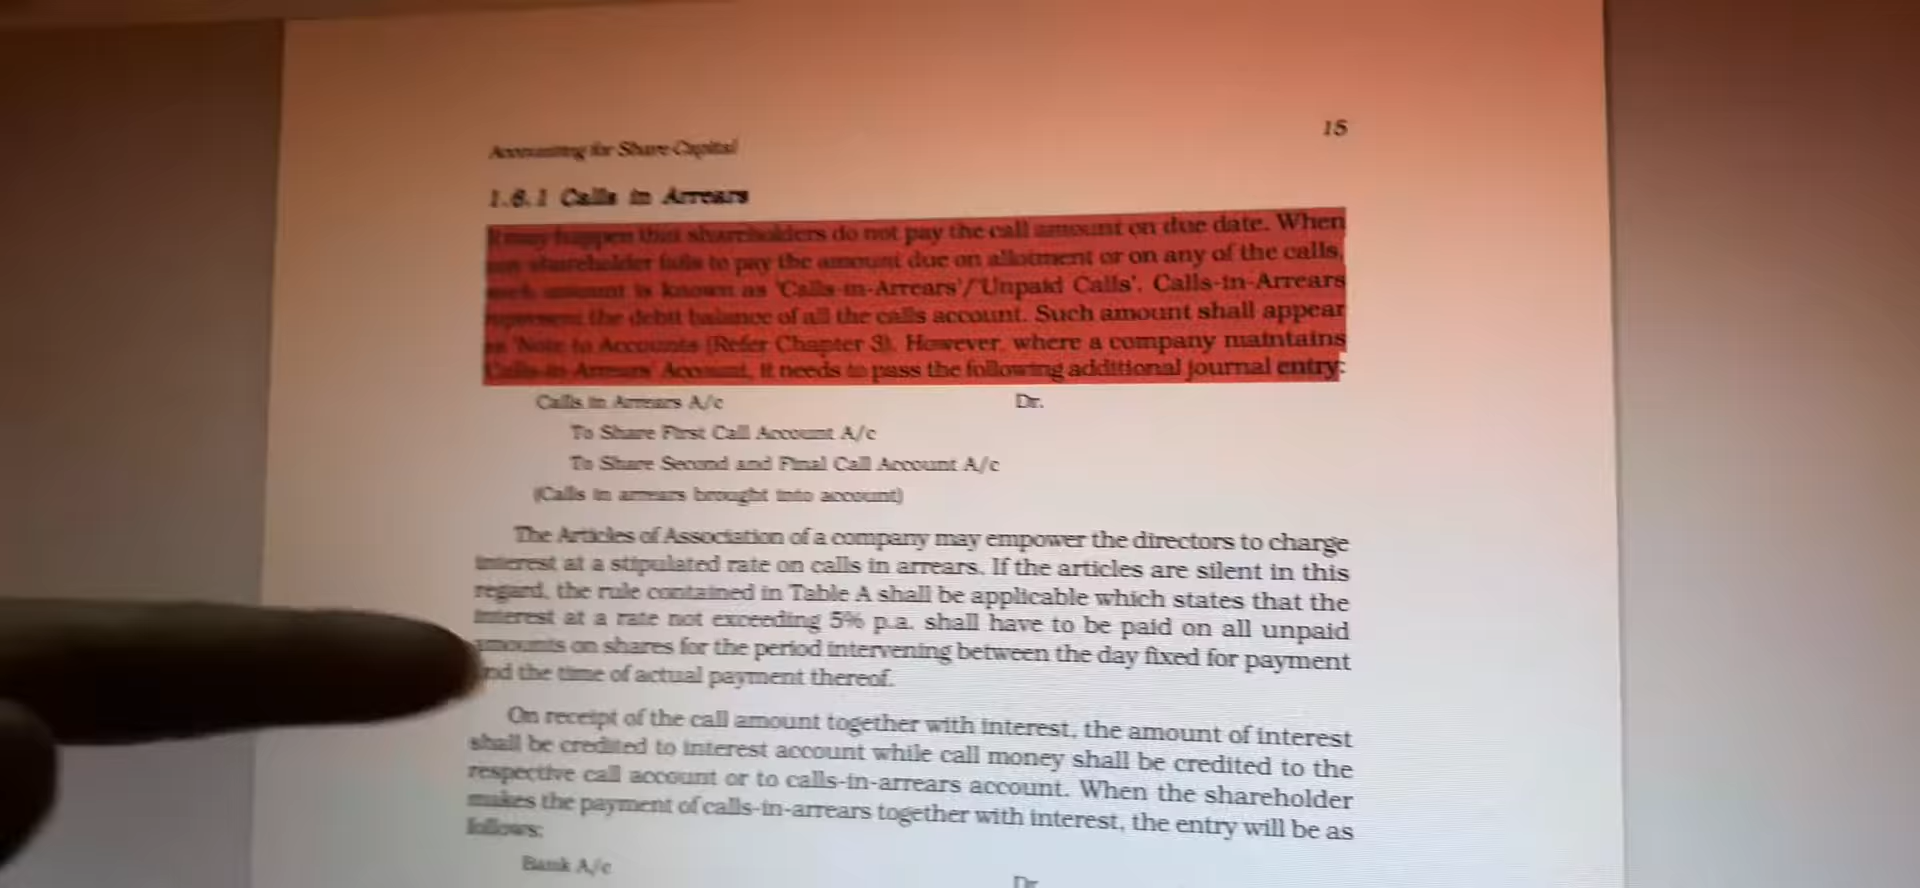 Accounting for Share Capital
15
1.6.1 Calls in Arrears
It may happen that shareholders do not pay the call amount on due date. When
any shareholder fails to pay the amount due on allotment or on any of the calls,
such amount is known as 'Calls-in-Arrears'/'Unpaid Calls'. Calls-in-Arrears
represent the debit balance of all the calls account. Such amount shall appear
as 'Note to Accounts (Refer Chapter 3). However, where a company maintains
'Calls-in-Arrears' Account, it needs to pass the following additional journal entry:
Calls in Arrears A/c Dr.
To Share First Call Account A/c
To Share Second and Final Call Account A/c
(Calls in arrears brought into account)
The Articles of Association of a company may empower the directors to charge
interest at a stipulated rate on calls in arrears. If the articles are silent in this
regard, the rule contained in Table A shall be applicable which states that the
interest at a rate not exceeding 5% p.a. shall have to be paid on all unpaid
amounts on shares for the period intervening between the day fixed for payment
and the time of actual payment thereof.
On receipt of the call amount together with interest, the amount of interest
shall be credited to interest account while call money shall be credited to the
respective call account or to calls-in-arrears account. When the shareholder
makes the payment of calls-in-arrears together with interest, the entry will be as
follows:
Bank A/c Dr